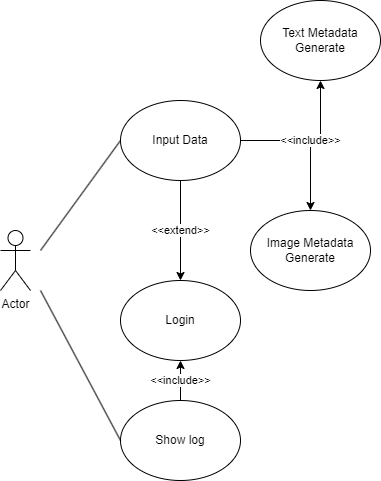 Text Metadata
Generate
Input Data
<<include>>
<<extend>>
Image Metadata
Generate
Actor
Login
<<include>>
Show log